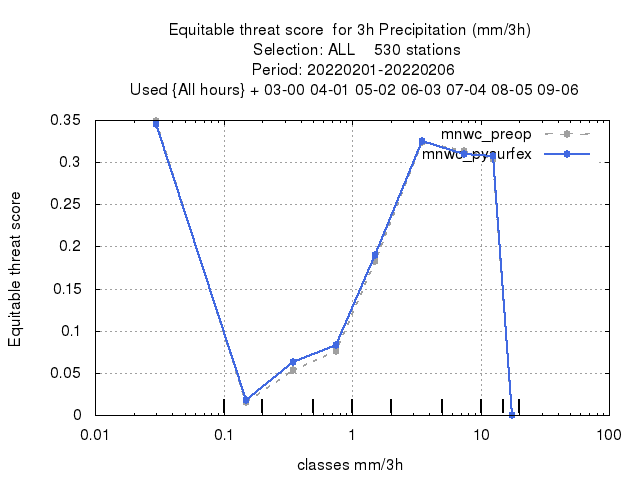 Equitable threat score  for 3h Precipitation (mm/3h)
Selection: ALL    530 stations
Period: 20220201-20220206
Used {All hours} + 03-00 04-01 05-02 06-03 07-04 08-05 09-06
mnwc_preop
mnwc_pysurfex
Equitable threat score
0.35
0.3
0.25
0.2
0.15
0.1
0.05
0
0.01 0.1 1 10 100
classes mm/3h